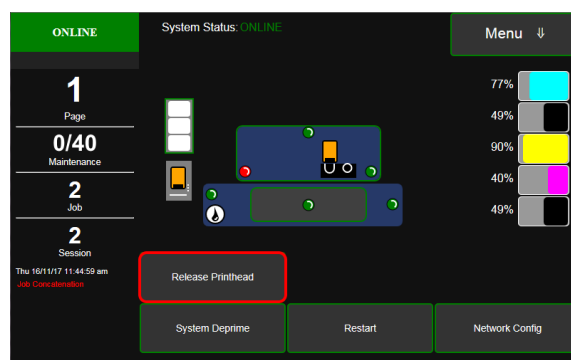 ONLINE
System Status: ONLINE
Menu ⇓
1
Page
0/40
Maintenance
2
Job
2
Session
Thu 16/11/17 11:44:59 am
Job Concatenation
77%
49%
90%
40%
49%
Release Printhead
System Deprime
Restart
Network Config